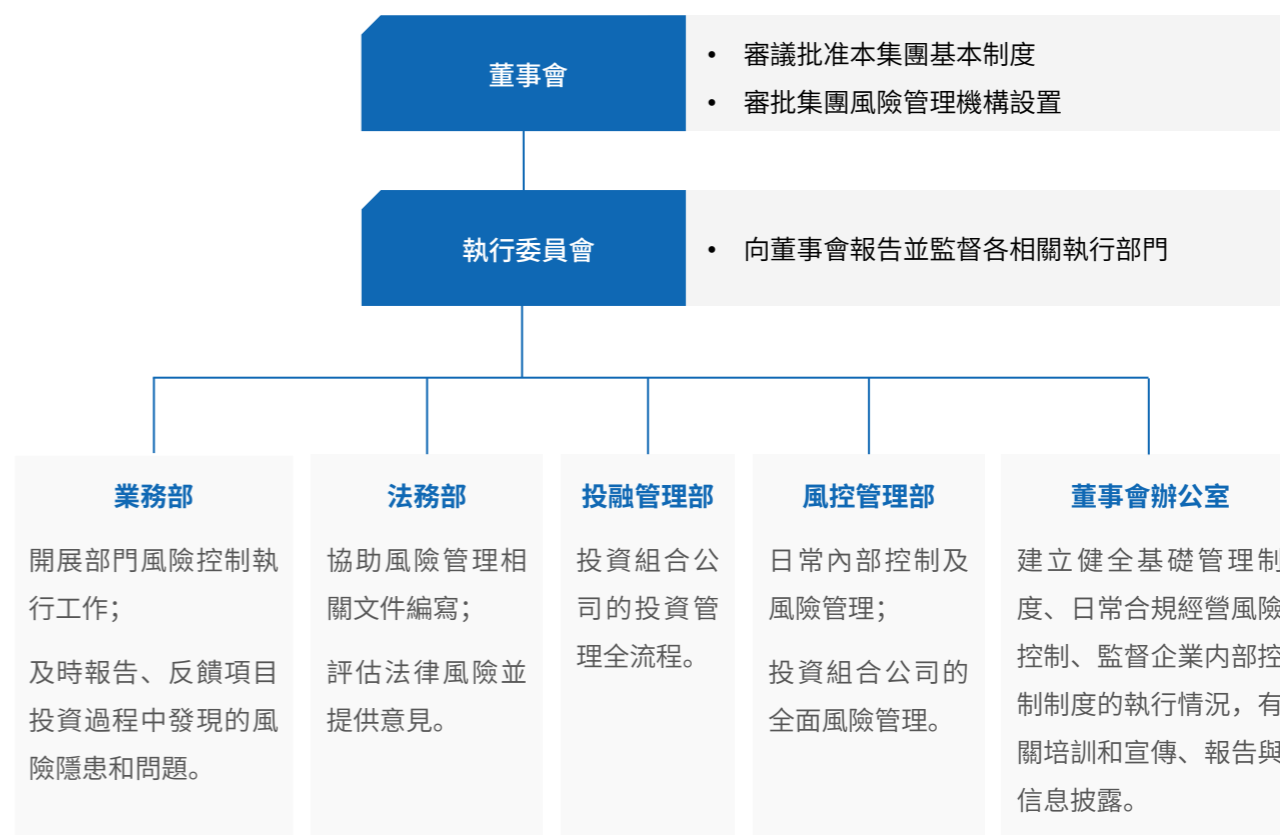 董事會
• 審議批准本集團基本制度
• 審批集團風險管理機構設置
執行委員會
• 向董事會報告並監督各相關執行部門
業務部
開展部門風險控制執
行工作；
及時報告、反饋項目
投資過程中發現的風
險隱患和問題。
法務部
協助風險管理相
關文件編寫；
評估法律風險並
提供意見。
投融管理部
投資組合公
司的投資管
理全流程。
風控管理部
日常內部控制及
風險管理；
投資組合公司的
全面風險管理。
董事會辦公室
建立健全基礎管理制
度、日常合規經營風險
控制、監督企業内部控
制制度的執行情況，有
關培訓和宣傳、報告與
信息披露。